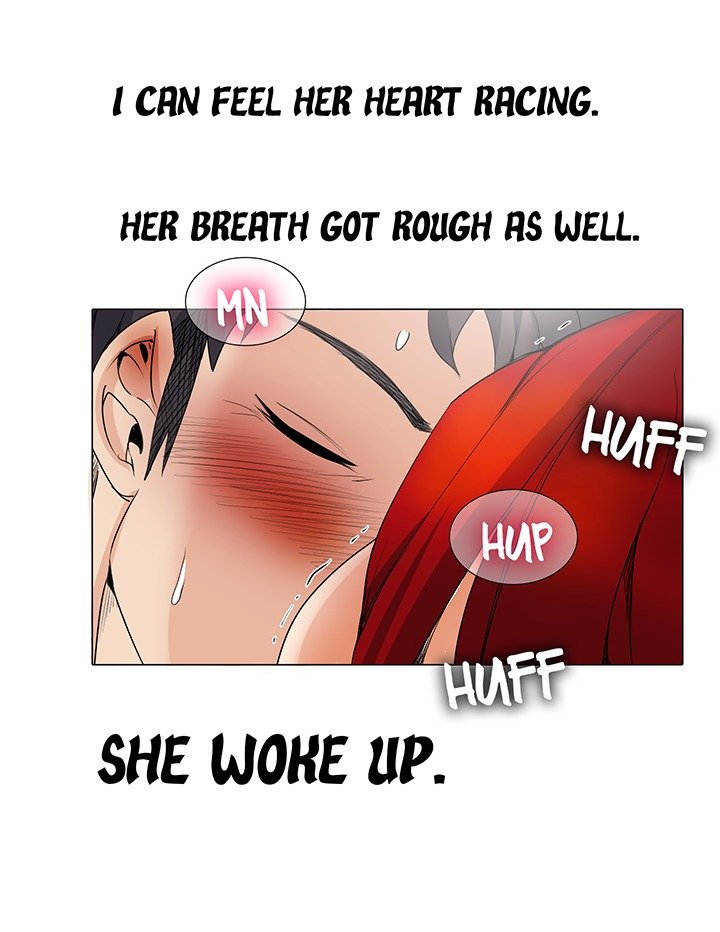 I CAN FEEL HER HEART RACING.
HER BREATH GOT ROUGH AS WELL.
MN
HUFF
HUP
HUFF
SHE WOKE UP.